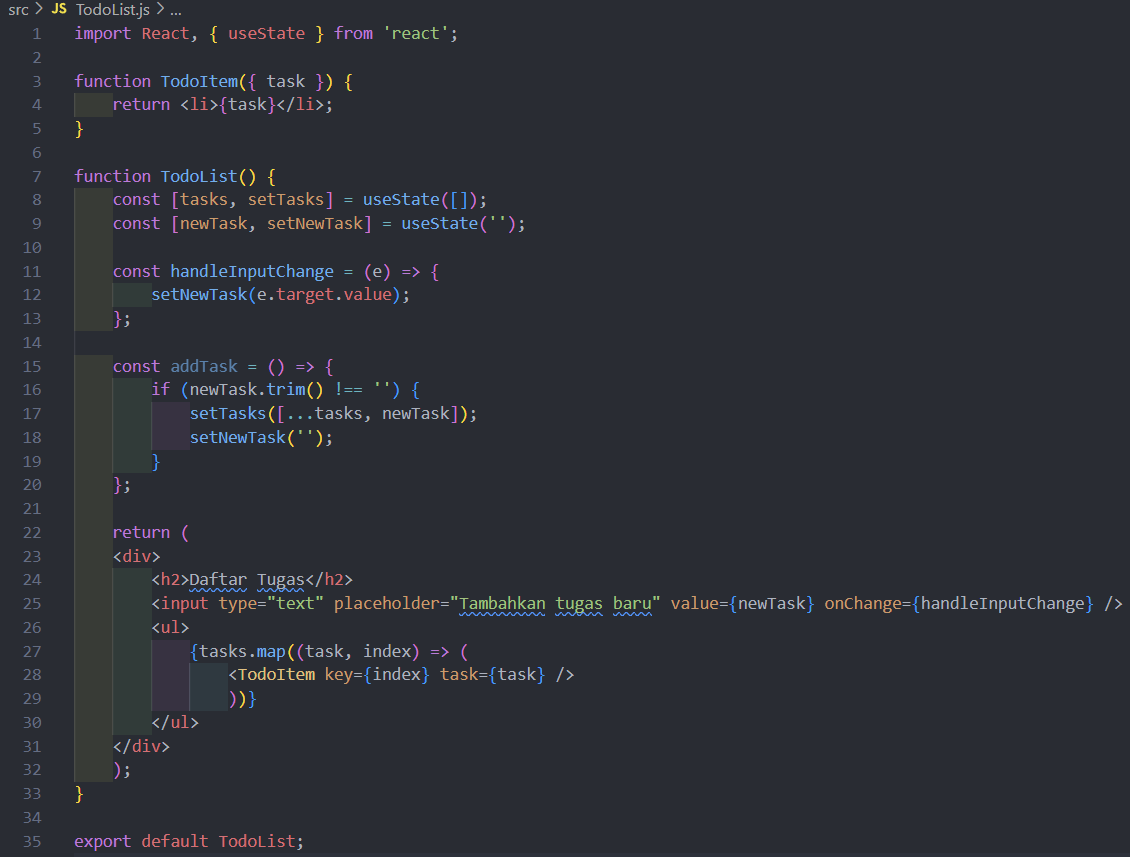 src > JS TodoList.js > ...
1 import React, { useState } from 'react';
2
3 function TodoItem({ task }) {
4     return <li>{task}</li>;
5 }
6
7 function TodoList() {
8     const [tasks, setTasks] = useState([]);
9     const [newTask, setNewTask] = useState('');
10
11     const handleInputChange = (e) => {
12         setNewTask(e.target.value);
13     };
14
15     const addTask = () => {
16         if (newTask.trim() !== '') {
17             setTasks([...tasks, newTask]);
18             setNewTask('');
19         }
20     };
21
22     return (
23     <div>
24         <h2>Daftar Tugas</h2>
25         <input type="text" placeholder="Tambahkan tugas baru" value={newTask} onChange={handleInputChange} />
26         <ul>
27             {tasks.map((task, index) => (
28                 <TodoItem key={index} task={task} />
29                 ))}
30         </ul>
31     </div>
32     );
33 }
34
35 export default TodoList;